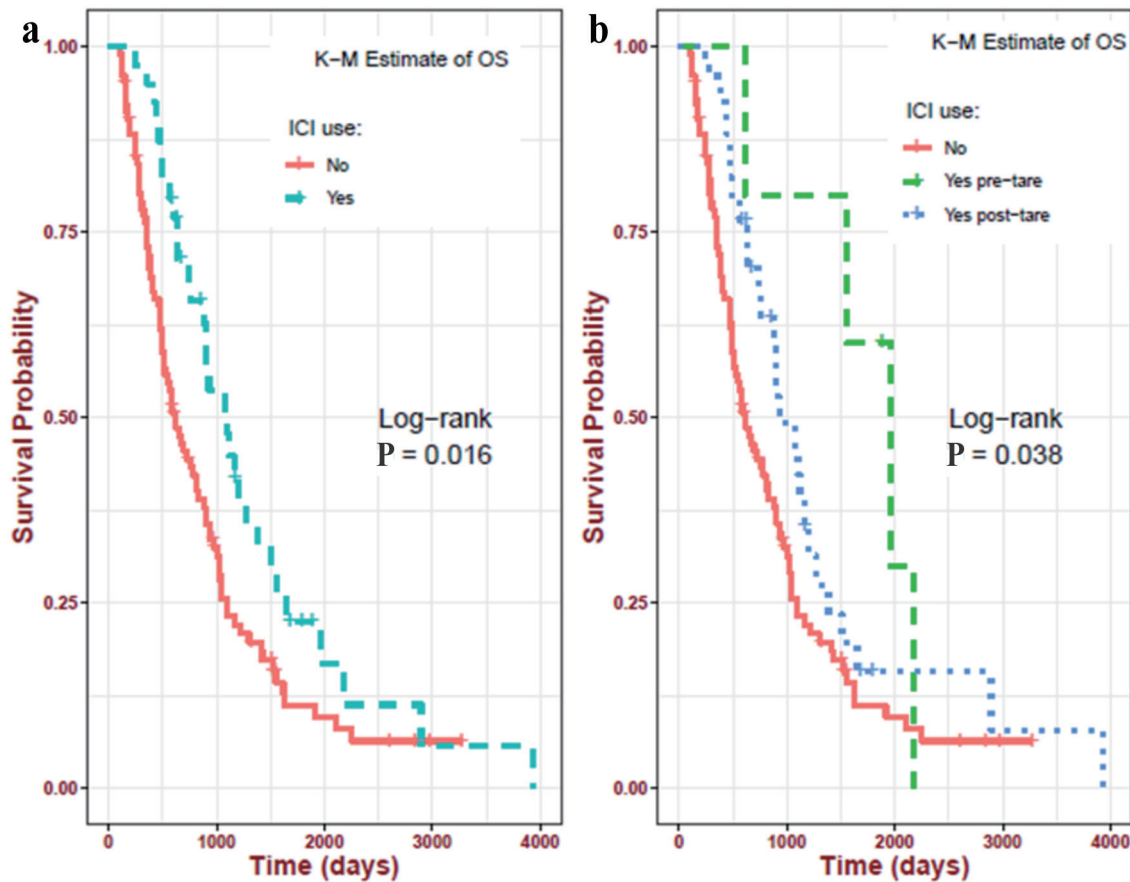 a
K-M Estimate of OS
ICI use:
No
Yes
Log-rank
P = 0.016
Survival Probability
1.00
0.75
0.50
0.25
0.00
0 1000 2000 3000 4000
Time (days)
b
K-M Estimate of OS
ICI use:
No
Yes pre-tare
Yes post-tare
Log-rank
P = 0.038
Survival Probability
1.00
0.75
0.50
0.25
0.00
0 1000 2000 3000 4000
Time (days)